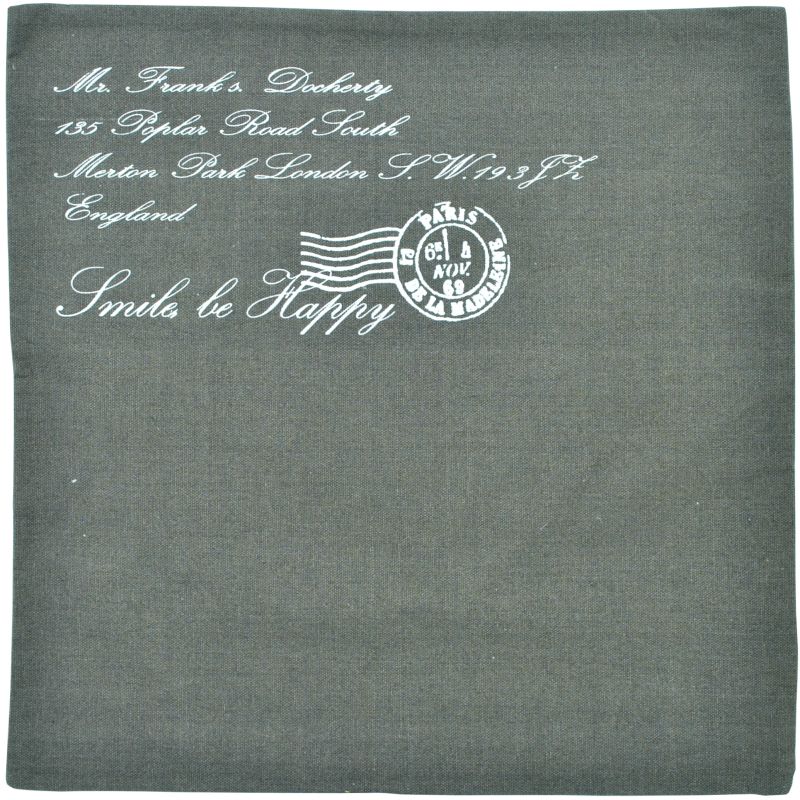 Mr. Frank s. Docherty
135 Poplar Road South
Merton Park London S. W. 19 3JZ
England
PARIS
6E 4
NOV.
69
DE LA MADELEINE
Smile, be Happy